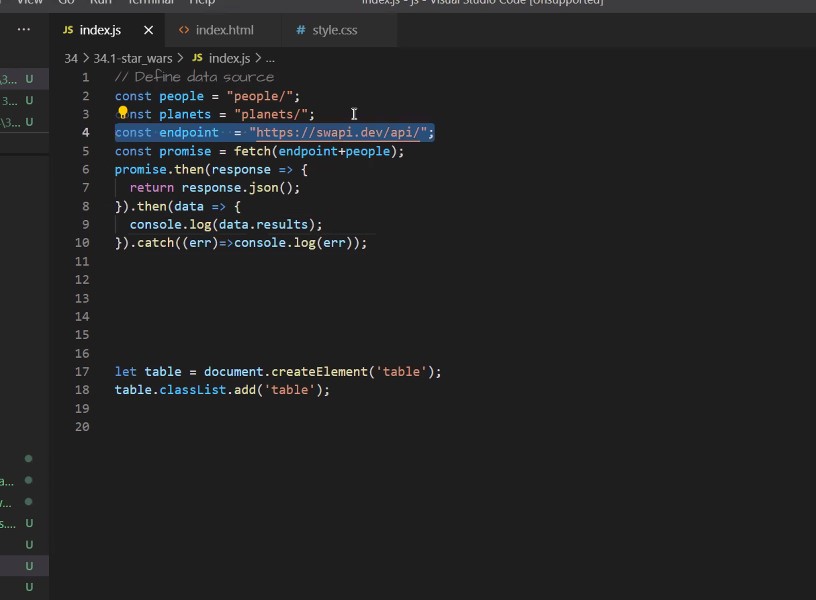 View Go Run Terminal Help index.js - js - Visual Studio Code [Unsupported]
··· JS index.js × <> index.html # style.css
34 > 34.1-star_wars > JS index.js > ...
1 // Define data source
2 const people = "people/";
3 const planets = "planets/";
4 const endpoint = "https://swapi.dev/api/";
5 const promise = fetch(endpoint+people);
6 promise.then(response => {
7 return response.json();
8 }).then(data => {
9 console.log(data.results);
10 }).catch((err)=>console.log(err));
11
12
13
14
15
16
17 let table = document.createElement('table');
18 table.classList.add('table');
19
20
\3... U
3... U
\3... U
a...
v...
s.... U
U
U
U